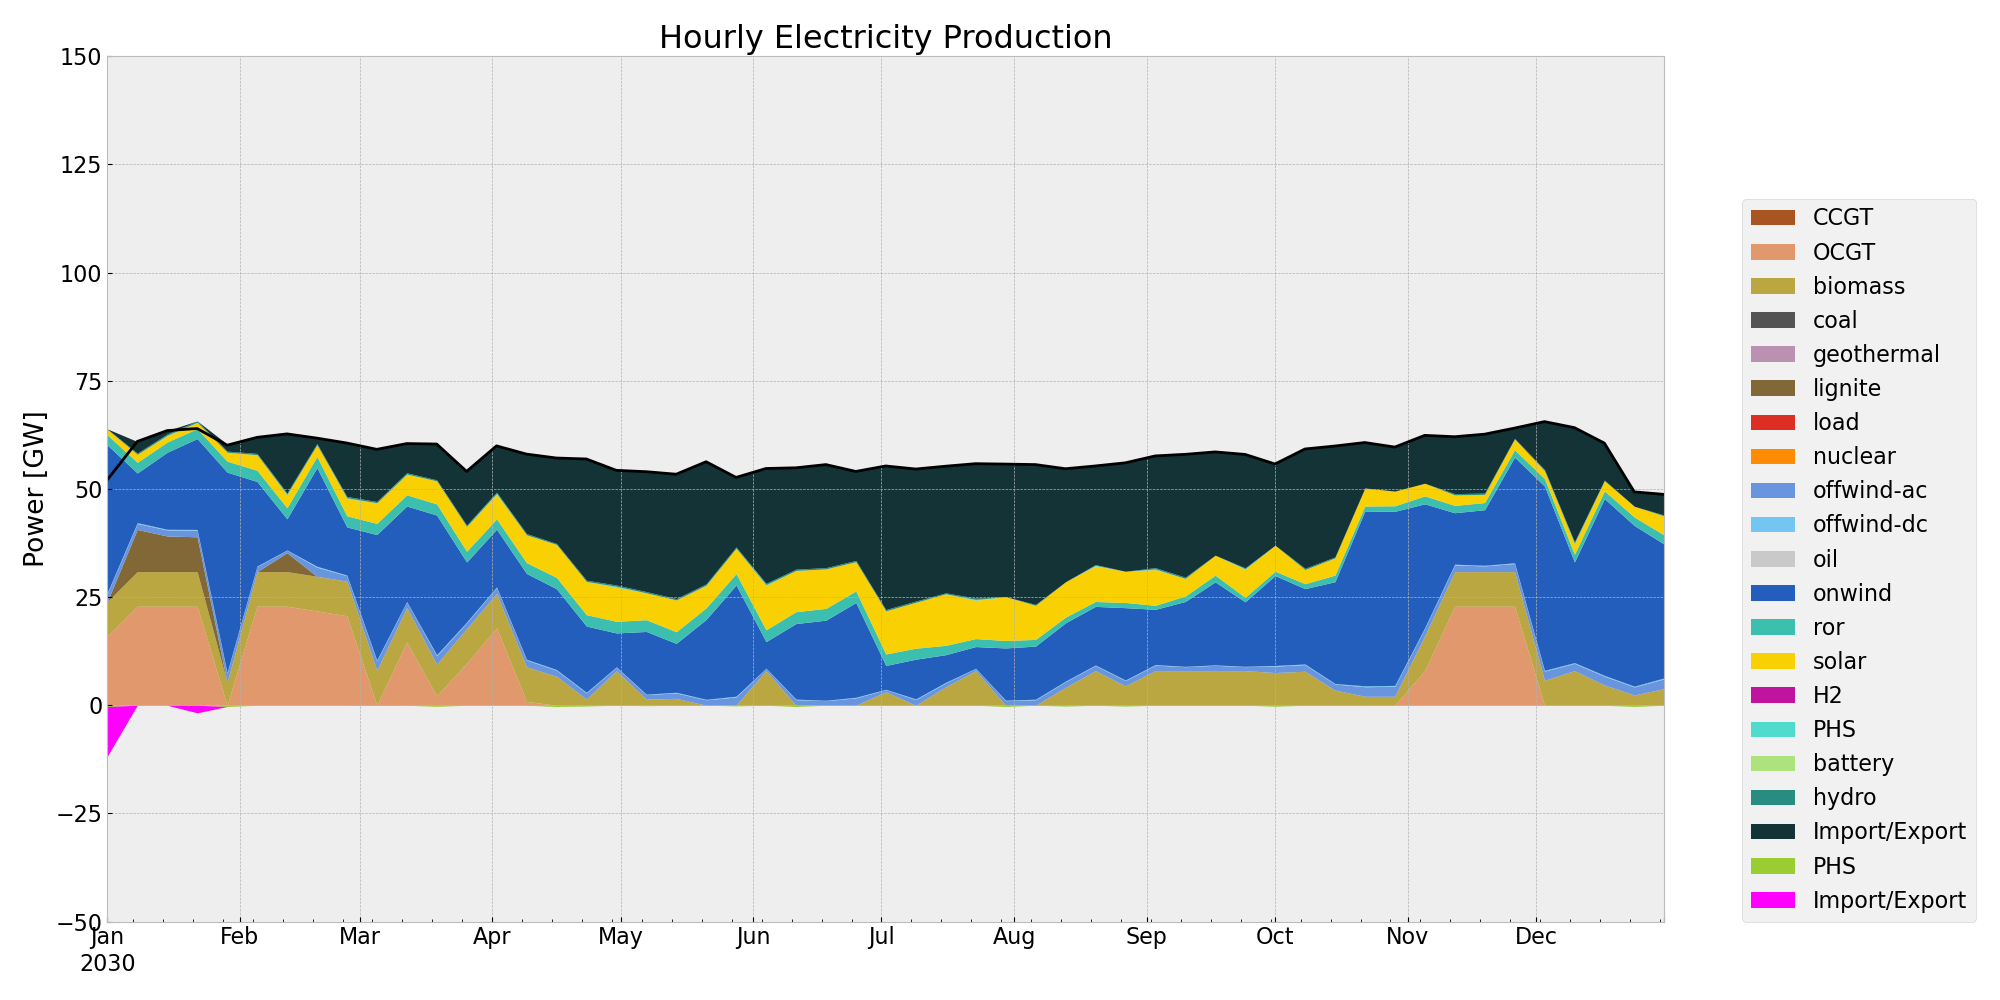 Hourly Electricity Production
Power [GW]
150
125
100
75
50
25
0
−25
−50
Jan Feb Mar Apr May Jun Jul Aug Sep Oct Nov Dec
2030
CCGT
OCGT
biomass
coal
geothermal
lignite
load
nuclear
offwind-ac
offwind-dc
oil
onwind
ror
solar
H2
PHS
battery
hydro
Import/Export
PHS
Import/Export